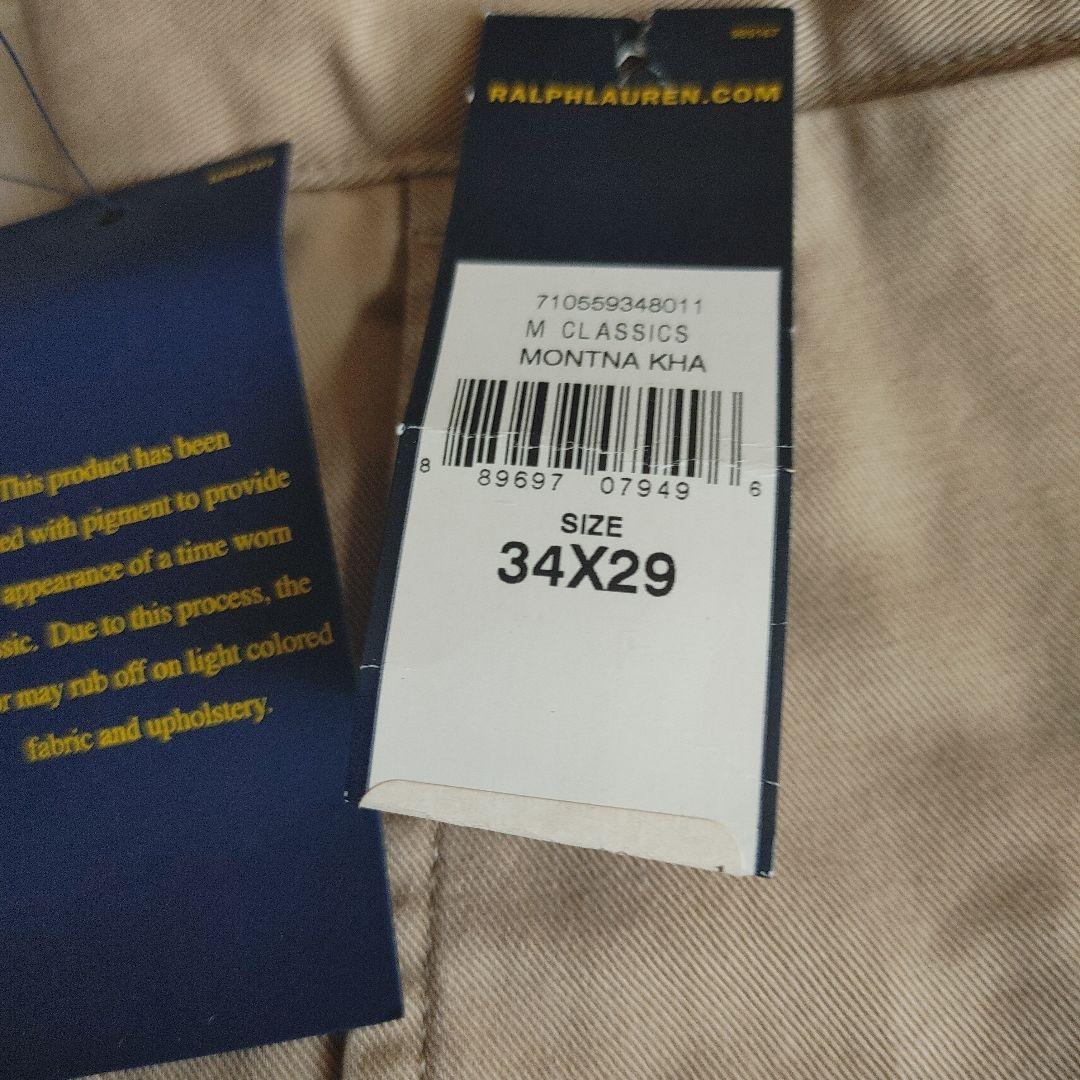 RALPHLAUREN.COM
710559348011
M CLASSICS
MONTNA KHA
8 89697 07949 6
SIZE
34X29
This product has been
ed with pigment to provide
appearance of a time worn
sic. Due to this process, the
r may rub off on light colored
fabric and upholstery.